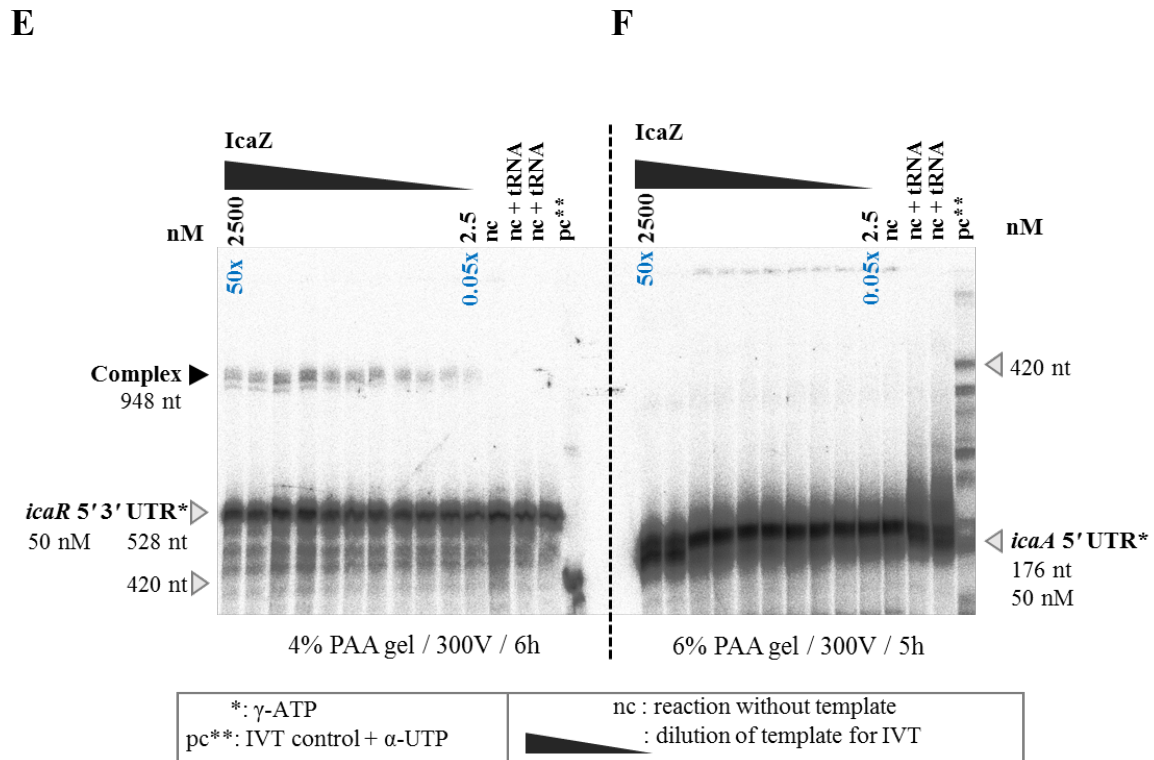 E
F
IcaZ
nM
50x 2500
0.05x 2.5
nc
nc + tRNA
nc + tRNA
pc**
Complex
948 nt
icaR 5' 3' UTR*
50 nM 528 nt
420 nt
4% PAA gel / 300V / 6h
IcaZ
50x 2500
0.05x 2.5
nc
nc + tRNA
nc + tRNA
pc**
nM
420 nt
icaA 5' UTR*
176 nt
50 nM
6% PAA gel / 300V / 5h
*: γ-ATP
pc**: IVT control + α-UTP
nc : reaction without template
: dilution of template for IVT